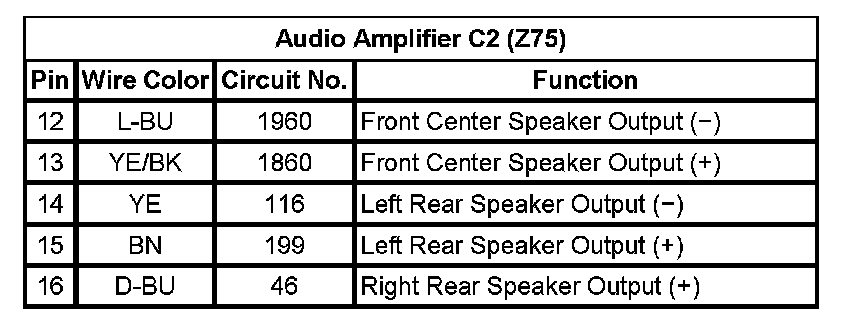 Audio Amplifier C2 (Z75)
Pin Wire Color Circuit No. Function
12 L-BU 1960 Front Center Speaker Output (−)
13 YE/BK 1860 Front Center Speaker Output (+)
14 YE 116 Left Rear Speaker Output (−)
15 BN 199 Left Rear Speaker Output (+)
16 D-BU 46 Right Rear Speaker Output (+)